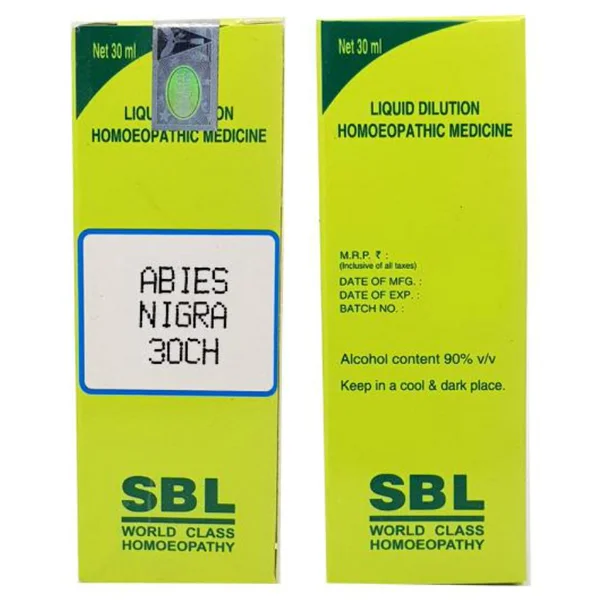 Net 30 ml
LIQU ON
HOMOEOPATHIC MEDICINE
ABIES
NIGRA
30CH
SBL
WORLD CLASS
HOMOEOPATHY
Net 30 ml
LIQUID DILUTION
HOMOEOPATHIC MEDICINE
M.R.P. ₹ :
(Inclusive of all taxes)
DATE OF MFG. :
DATE OF EXP. :
BATCH NO. :
Alcohol content 90% v/v
Keep in a cool & dark place.
SBL
WORLD CLASS
HOMOEOPATHY